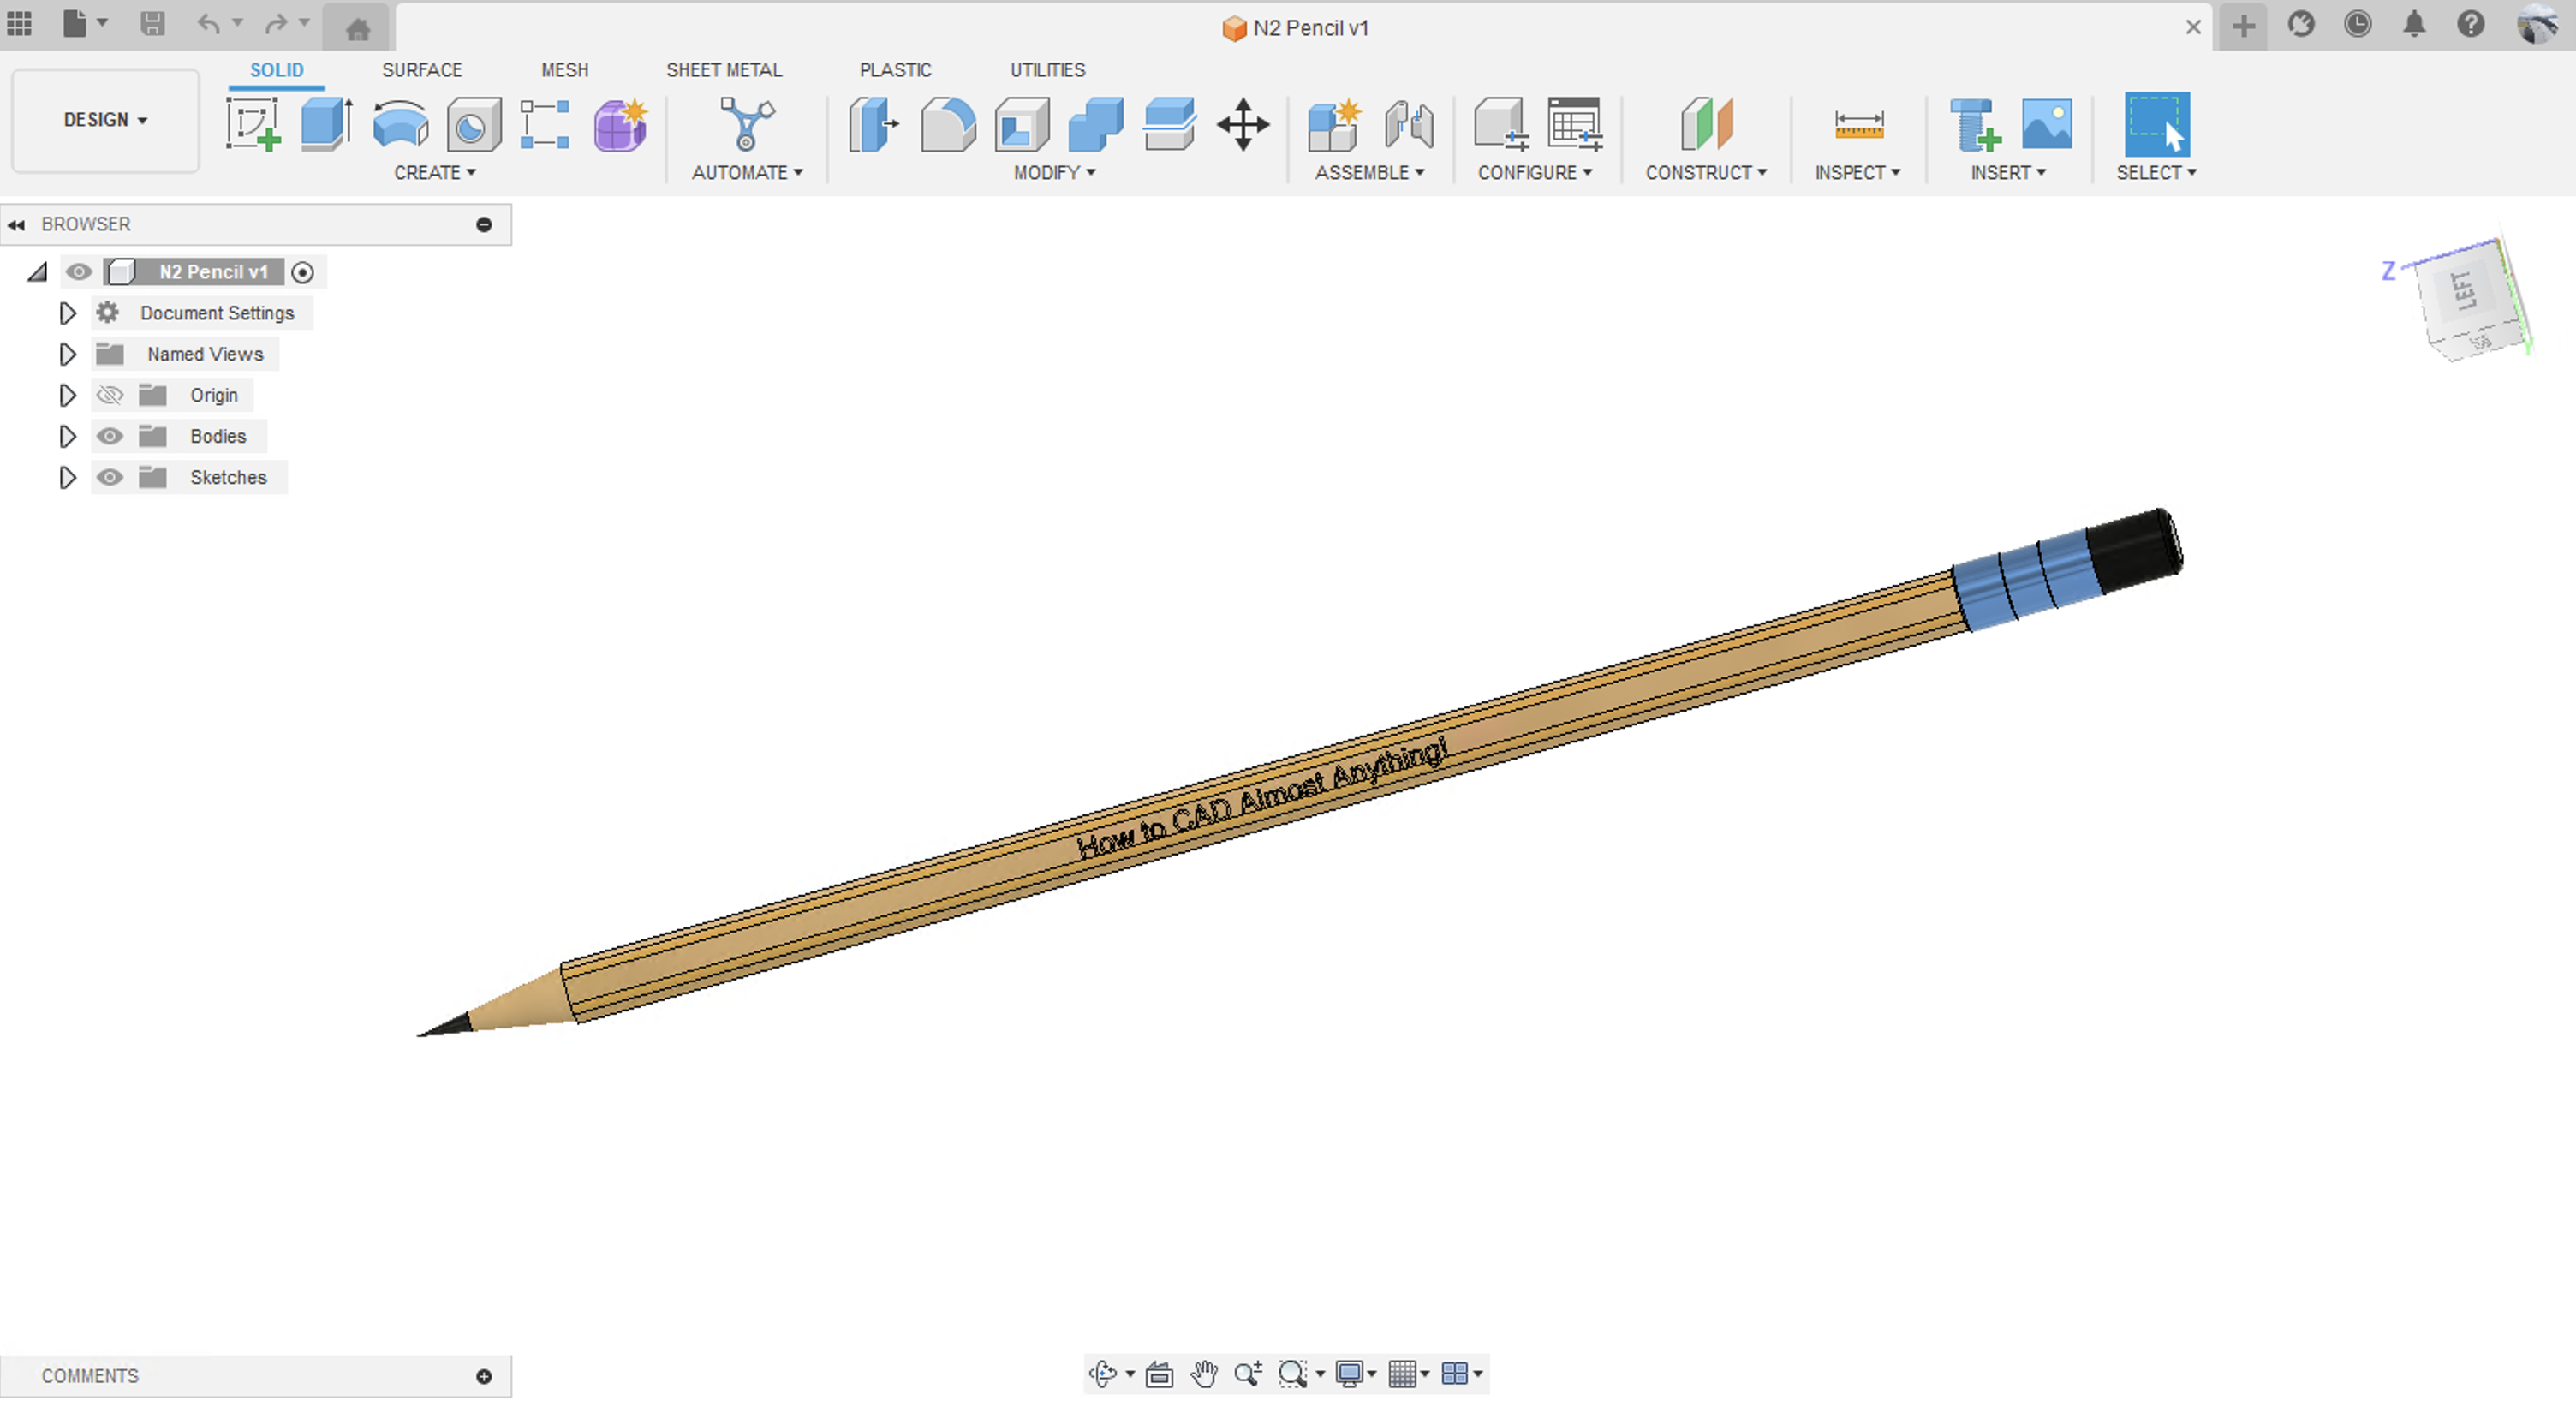 N2 Pencil v1
SOLID
SURFACE
MESH
SHEET METAL
PLASTIC
UTILITIES
DESIGN
CREATE
AUTOMATE
MODIFY
ASSEMBLE
CONFIGURE
CONSTRUCT
INSPECT
INSERT
SELECT
BROWSER
N2 Pencil v1
Document Settings
Named Views
Origin
Bodies
Sketches
Z
LEFT
Y
How to CAD Almost Anything!
COMMENTS